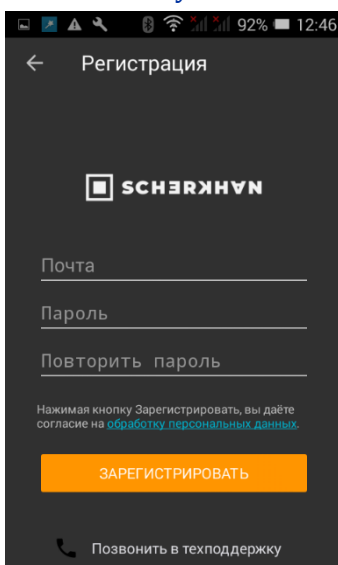 92% 12:46
Регистрация
SCHERKHAN
Почта
Пароль
Повторить пароль
Нажимая кнопку Зарегистрировать, вы даёте
согласие на обработку персональных данных.
ЗАРЕГИСТРИРОВАТЬ
Позвонить в техподдержку